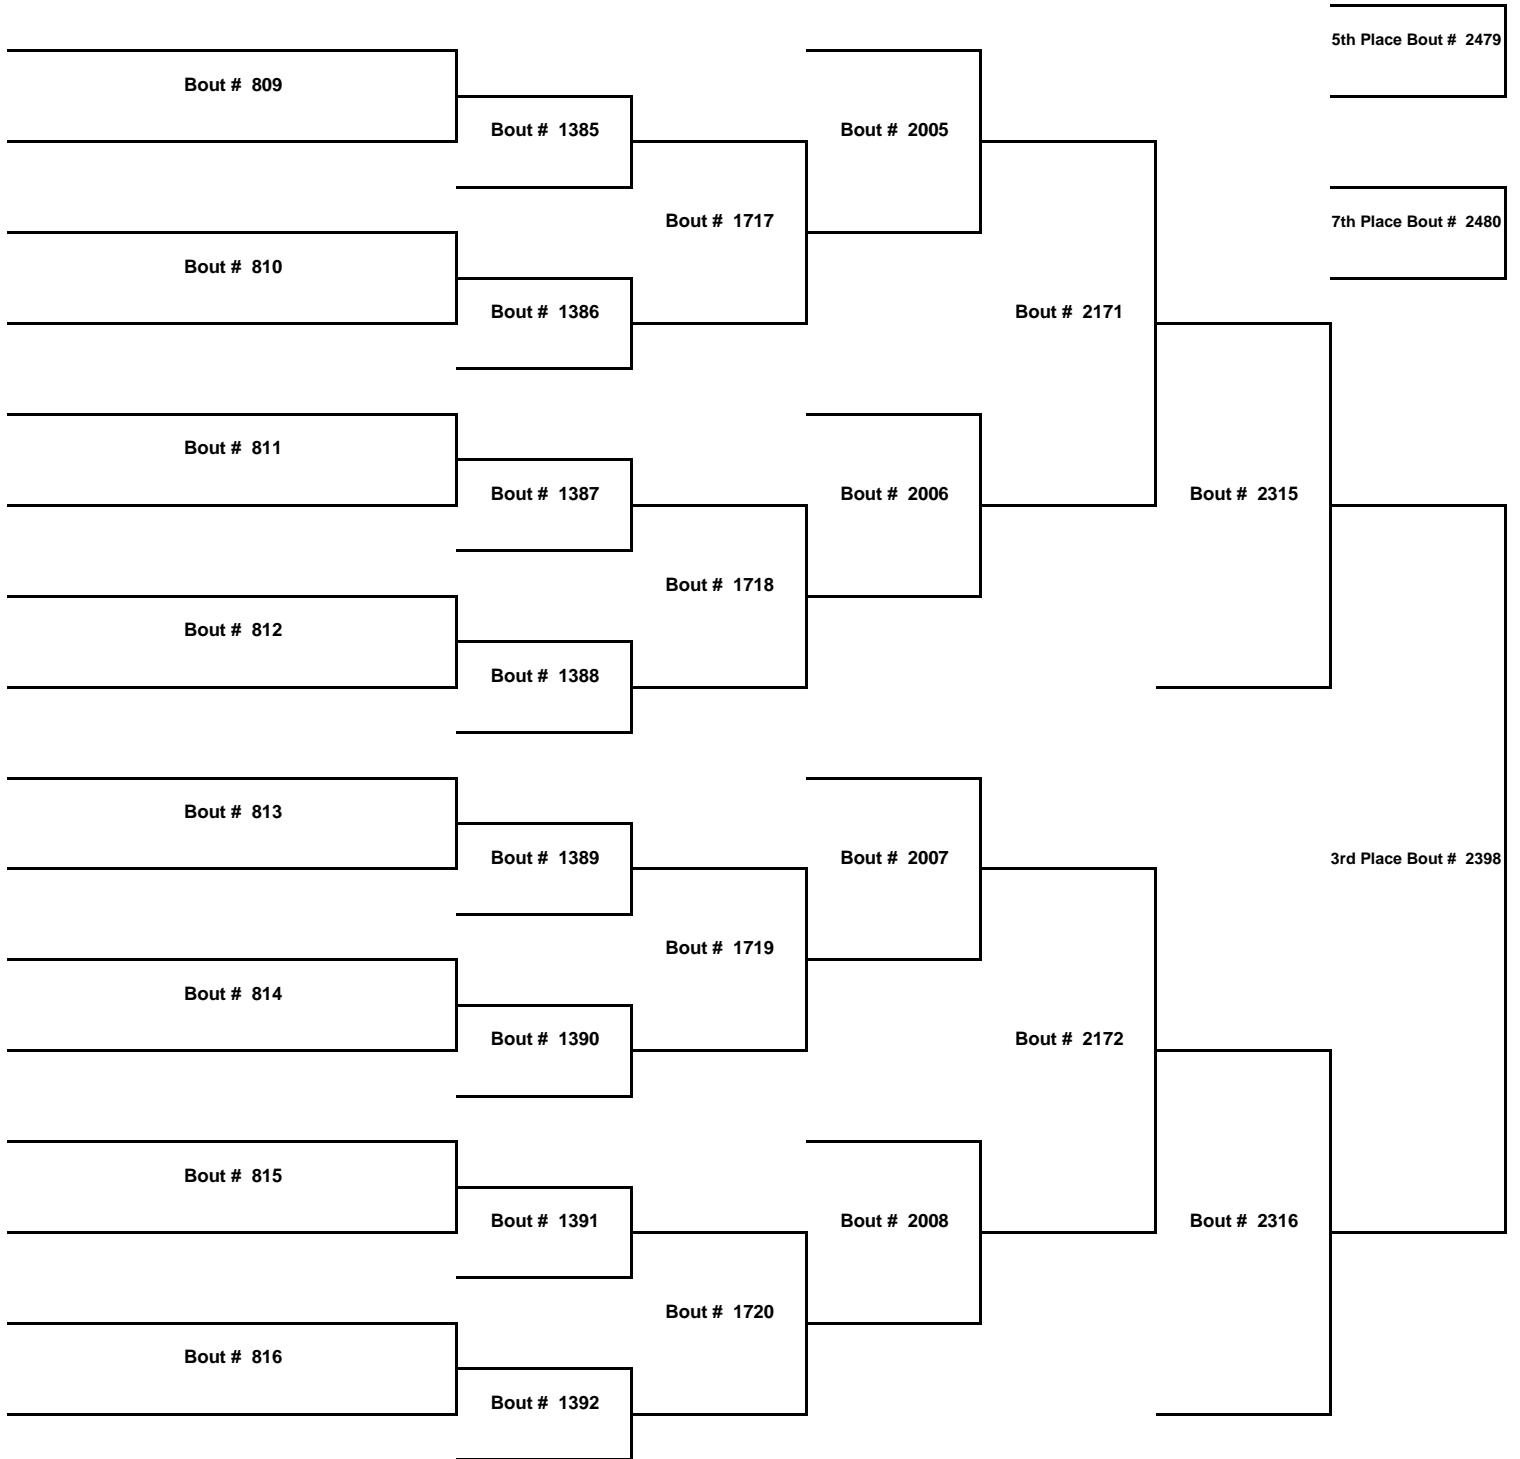 5th Place Bout # 2479
Bout # 809
Bout # 1385
Bout # 2005
Bout # 1717
7th Place Bout # 2480
Bout # 810
Bout # 1386
Bout # 2171
Bout # 811
Bout # 1387
Bout # 2006
Bout # 2315
Bout # 1718
Bout # 812
Bout # 1388
Bout # 813
Bout # 1389
Bout # 2007
3rd Place Bout # 2398
Bout # 1719
Bout # 814
Bout # 1390
Bout # 2172
Bout # 815
Bout # 1391
Bout # 2008
Bout # 2316
Bout # 1720
Bout # 816
Bout # 1392